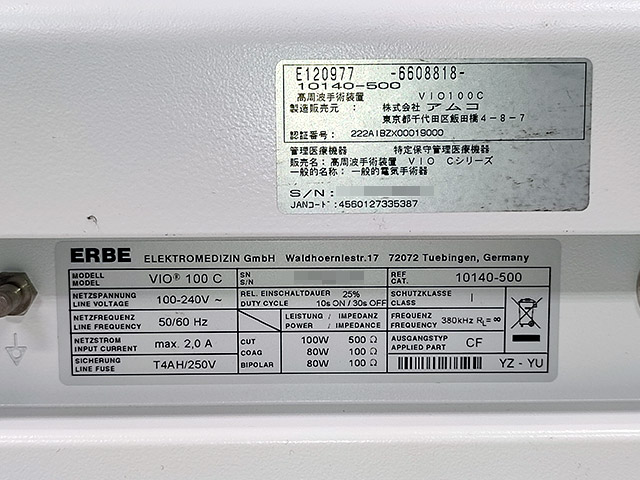 E120977 -6608818-
10140-500
高周波手術装置 VIO100C
製造販売元: 株式会社 アムコ
東京都千代田区飯田橋4-8-7
認証番号: 222AIBZX00019000
管理医療機器 特定保守管理医療機器
販売名:高周波手術装置 VIO Cシリーズ
一般的名称:一般的電気手術器
S/N:
JANコード:4560127335387
ERBE ELEKTROMEDIZIN GmbH Waldhoernlestr.17 72072 Tuebingen, Germany
MODELL
MODEL VIO® 100 C
SN
S/N
REF
CAT. 10140-500
NETZSPANNUNG
LINE VOLTAGE 100-240V ~
REL. EINSCHALTDAUER 25%
DUTY CYCLE 10s ON / 30s OFF
SCHUTZKLASSE
CLASS I
NETZFREQUENZ
LINE FREQUENCY 50/60 Hz
LEISTUNG / IMPEDANZ
POWER / IMPEDANCE
FREQUENZ
FREQUENCY 380kHz RL=∞
NETZSTROM
INPUT CURRENT max. 2,0 A
CUT 100W 500 Ω
COAG 80W 100 Ω
BIPOLAR 80W 100 Ω
AUSGANGSTYP
APPLIED PART CF
SICHERUNG
LINE FUSE T4AH/250V
YZ - YU